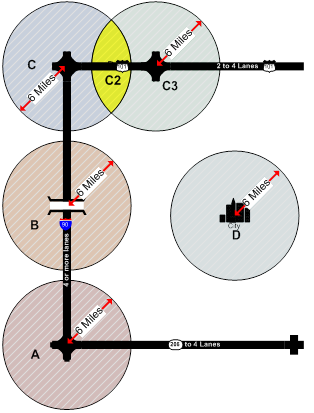 6 Miles
C
6 Miles
C2
C3
2 to 4 Lanes
6 Miles
B
90
4 or more lanes
6 Miles
City
D
6 Miles
A
206
to 4 Lanes